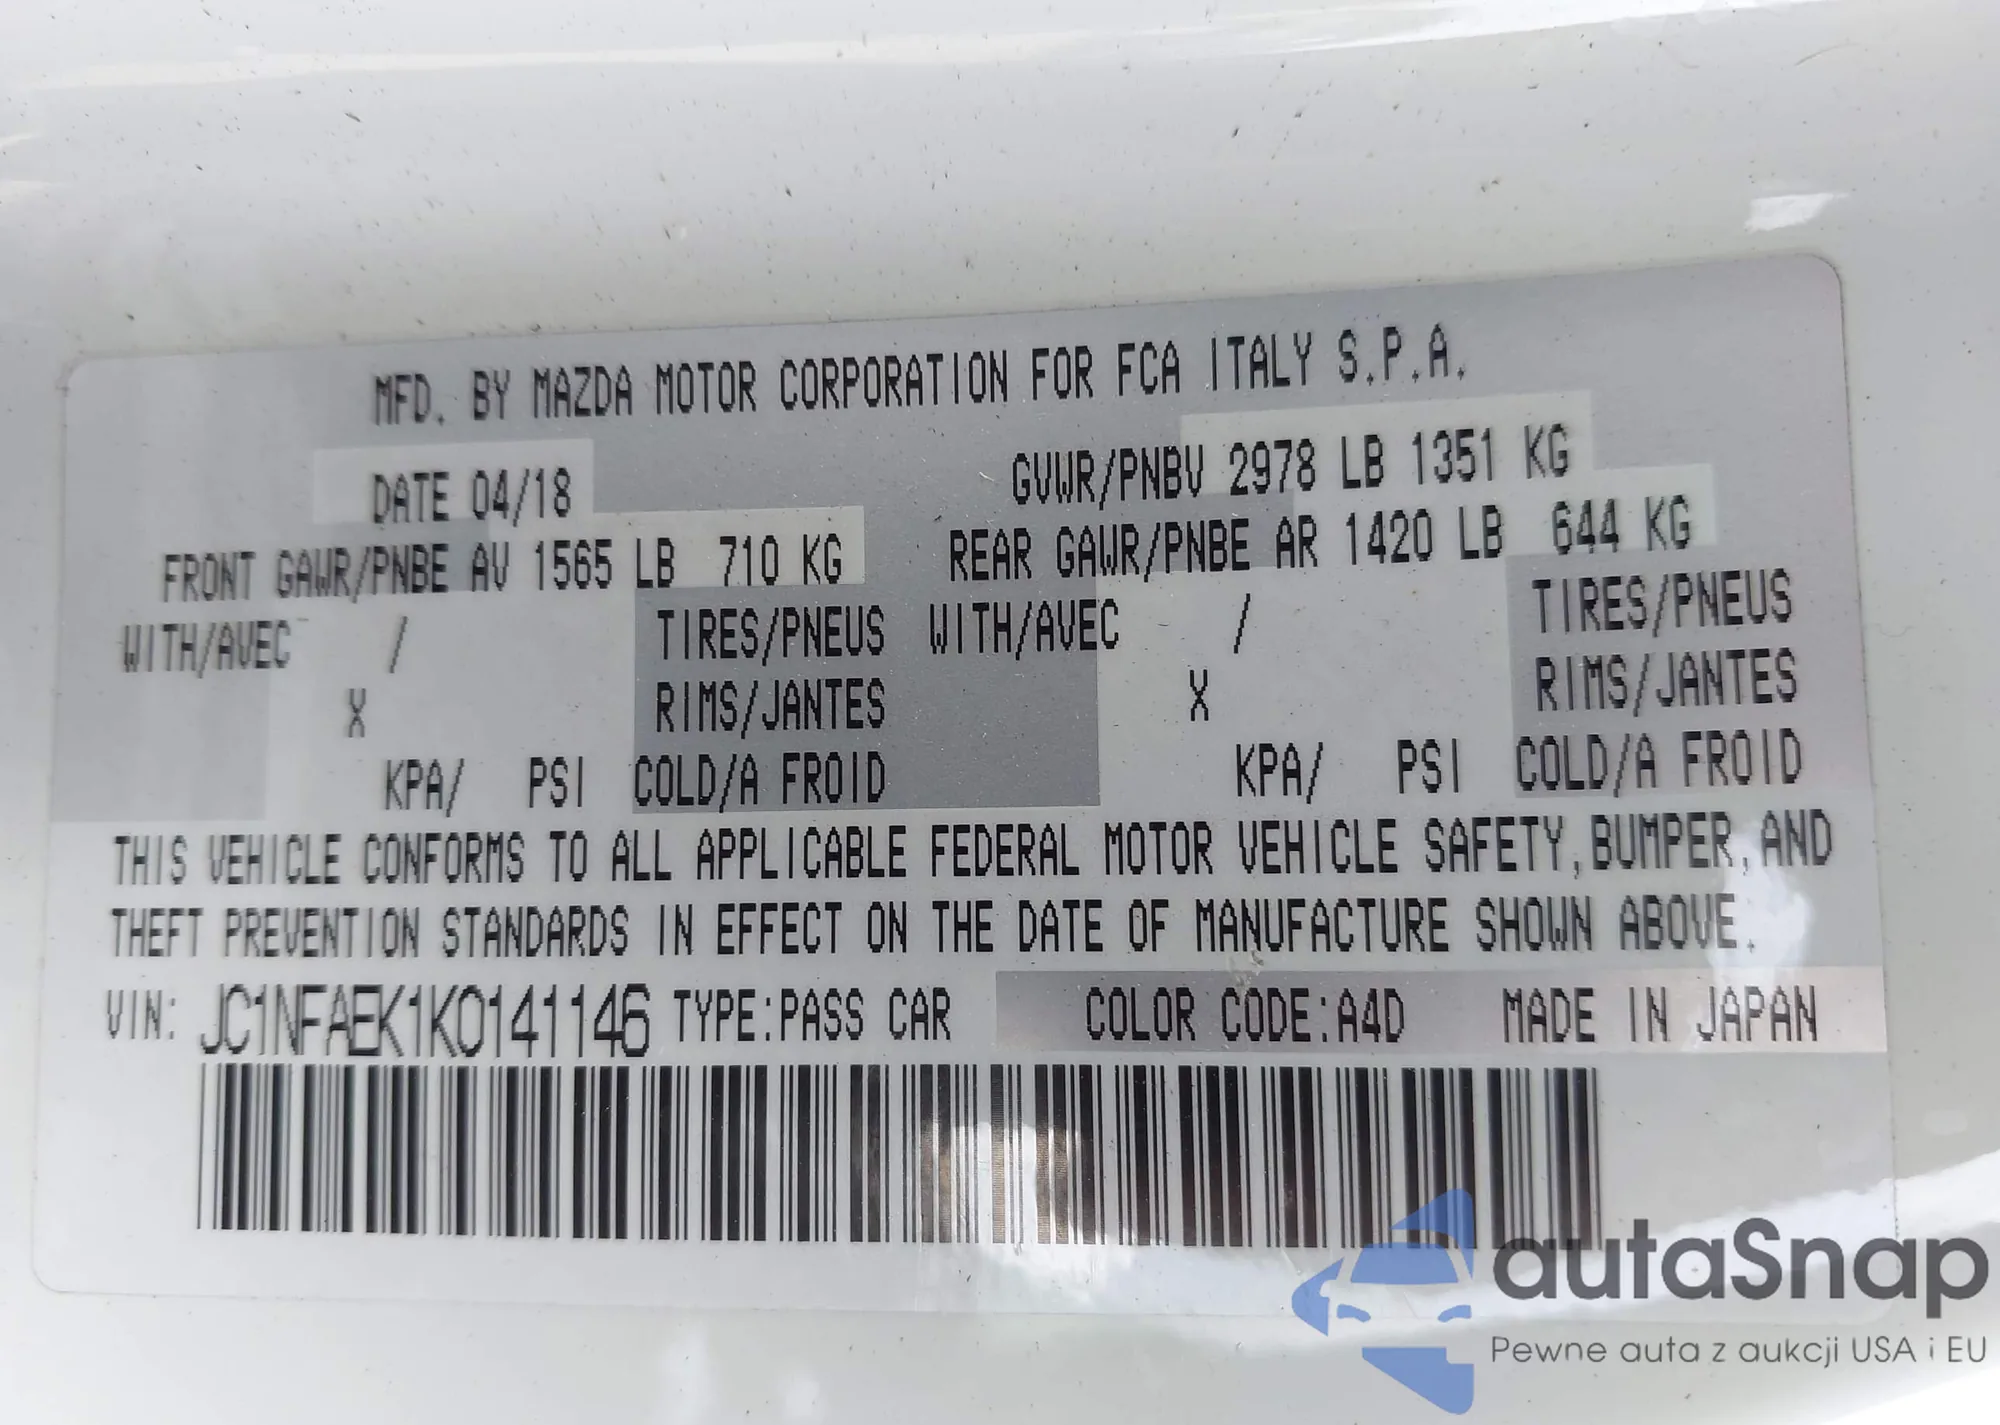 MFD. BY MAZDA MOTOR CORPORATION FOR FCA ITALY S.P.A.
DATE 04/18 GVWR/PNBV 2978 LB 1351 KG
FRONT GAWR/PNBE AV 1565 LB 710 KG REAR GAWR/PNBE AR 1420 LB 644 KG
WITH/AVEC / TIRES/PNEUS WITH/AVEC / TIRES/PNEUS
X RIMS/JANTES X RIMS/JANTES
KPA/ PSI COLD/A FROID KPA/ PSI COLD/A FROID
THIS VEHICLE CONFORMS TO ALL APPLICABLE FEDERAL MOTOR VEHICLE SAFETY, BUMPER, AND
THEFT PREVENTION STANDARDS IN EFFECT ON THE DATE OF MANUFACTURE SHOWN ABOVE.
VIN: JC1NFAEK1K0141146 TYPE:PASS CAR COLOR CODE:A4D MADE IN JAPAN
autaSnap
Pewne auta z aukcji USA i EU